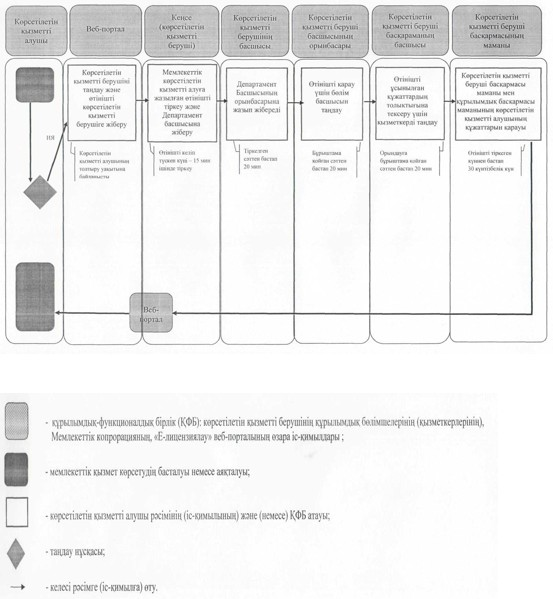 Көрсетілетін
қызметті
алушы
Веб-портал
Кеңсе
(көрсетілетін
қызметті
беруші)
Көрсетілетін
қызметті
берушінің
басшысы
Көрсетілетін
қызметті беруші
басшысының
орынбасары
Көрсетілетін
қызметті беруші
басқараманың
басшысы
Көрсетілетін
қызметті беруші
басқармасының
маманы
Көрсетілетін
қызметті берушіні
таңдау және
өтінішті
көрсетілетін
қызметті
берушіге жіберу
Мемлекеттік
көрсетілетін
қызметті алуға
жазылған өтінішті
тіркеу және
Департамент
басшысына
жіберу
Департамент
Басшысының
орынбасарына
жазып жібереді
Өтінішті қарау
үшін бөлім
басшысын
таңдау
Өтінішті
ұсынылған
құжаттардың
толықтығына
тексеру үшін
қызметкерді таңдау
Көрсетілетін қызметті
беруші басқармасы
маманы мен
құрылымдық басқармасы
маманының көрсетілетін
қызметті алушының
құжаттарын қарауы
ия
Көрсетілетін
қызметті алушының
толтыру уақытына
байланысты
Өтініші келіп
түскен күні – 15 мин
ішінде тіркеу
Тіркелген
сәттен бастап
20 мин
Бұрыштама
қойған сәттен
бастап 20 мин
Орындауға
бұрыштама қойған
сәттен бастап 20 мин
Өтінішті тіркеген
күннен бастап
30 күнтізбелік күн
Веб-
портал
- құрылымдық-функционалдық бірлік (ҚФБ): көрсетілетін қызметті берушінің құрылымдық бөлімшелерінің (қызметкерлерінің),
Мемлекеттік копрорацияның, «Е-лицензиялау» веб-порталының өзара іс-қимылдары ;
- мемлекеттік қызмет көрсетудің басталуы немесе аяқталуы;
- көрсетілетін қызметті алушы рәсімінің (іс-қимылының) және (немесе) ҚФБ атауы;
- таңдау нұсқасы;
- келесі рәсімге (іс-қимылға) өту.